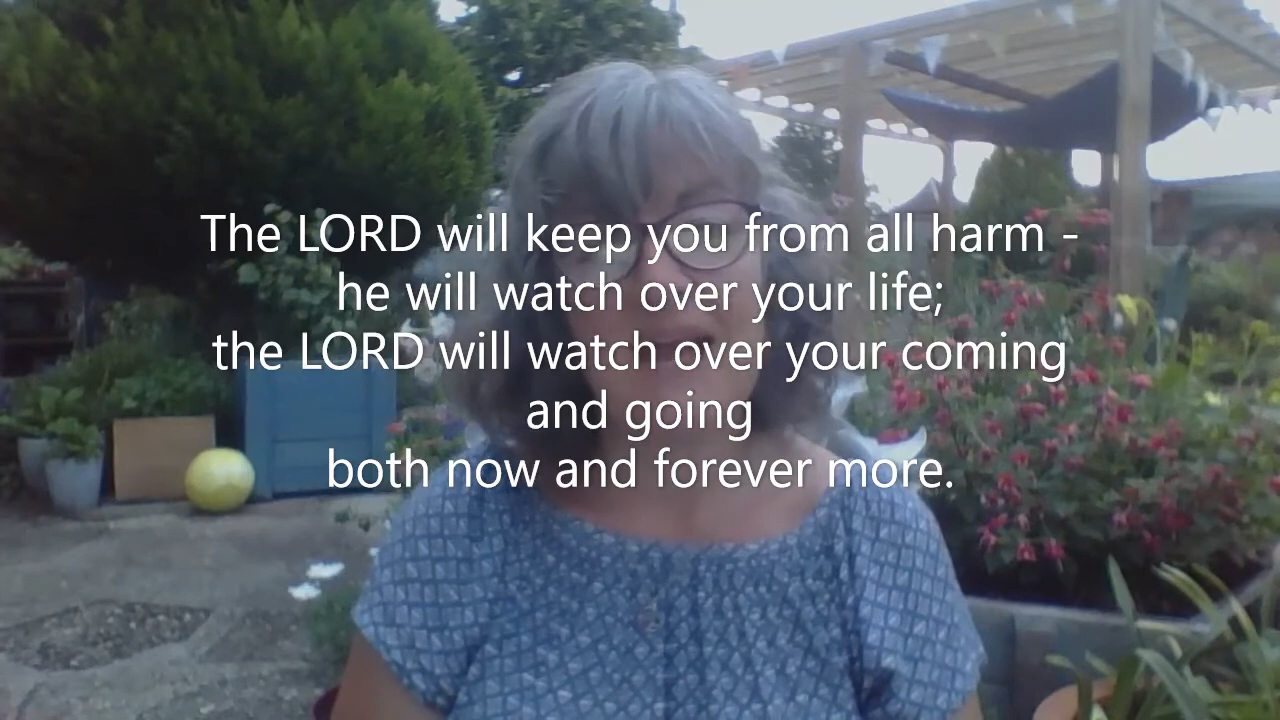 The LORD will keep you from all harm -
he will watch over your life;
the LORD will watch over your coming
and going
both now and forever more.